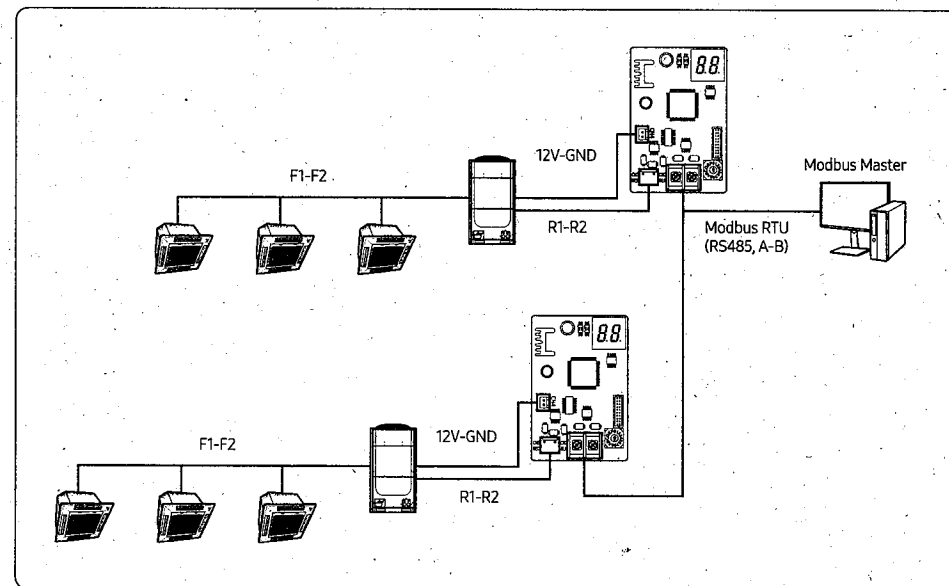 88
12V-GND
F1-F2
R1-R2
Modbus Master
Modbus RTU
(RS485, A-B)
88
12V-GND
F1-F2
R1-R2